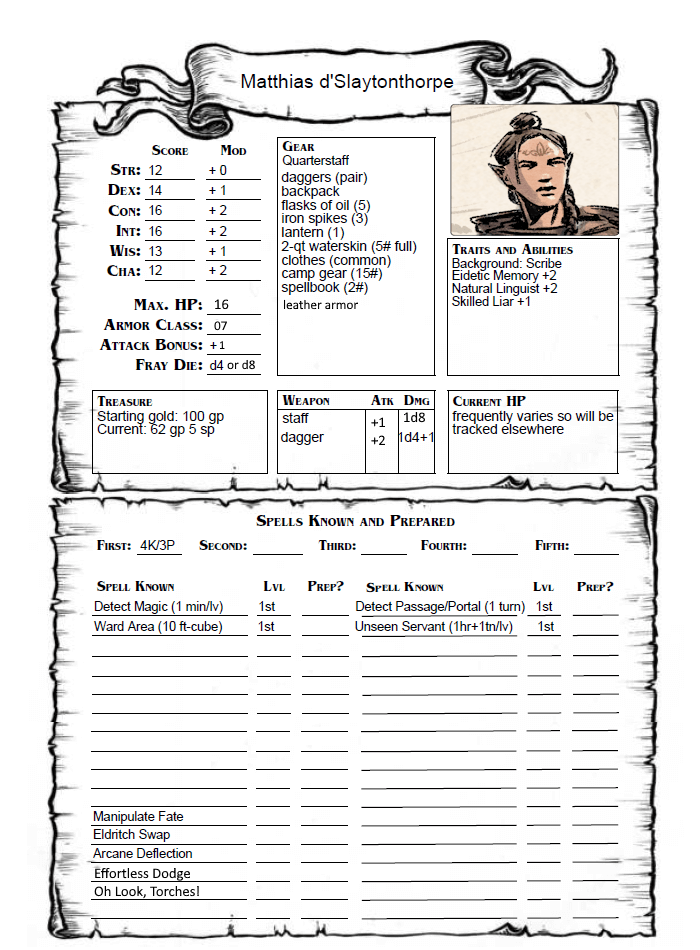 Matthias d'Slaytonthorpe
Score Mod
Str: 12 + 0
Dex: 14 + 1
Con: 16 + 2
Int: 16 + 2
Wis: 13 + 1
Cha: 12 + 2
Max. HP: 16
Armor Class: 07
Attack Bonus: +1
Fray Die: d4 or d8
Gear
Quarterstaff
daggers (pair)
backpack
flasks of oil (5)
iron spikes (3)
lantern (1)
2-qt waterskin (5# full)
clothes (common)
camp gear (15#)
spellbook (2#)
leather armor
Traits and Abilities
Background: Scribe
Eidetic Memory +2
Natural Linguist +2
Skilled Liar +1
Treasure
Starting gold: 100 gp
Current: 62 gp 5 sp
Weapon Atk Dmg
staff +1 1d8
dagger +2 1d4+1
Current HP
frequently varies so will be
tracked elsewhere
Spells Known and Prepared
First: 4K/3P Second: Third: Fourth: Fifth:
Spell Known Lvl Prep? Spell Known Lvl Prep?
Detect Magic (1 min/lv) 1st Detect Passage/Portal (1 turn) 1st
Ward Area (10 ft-cube) 1st Unseen Servant (1hr+1tn/lv) 1st
Manipulate Fate
Eldritch Swap
Arcane Deflection
Effortless Dodge
Oh Look, Torches!